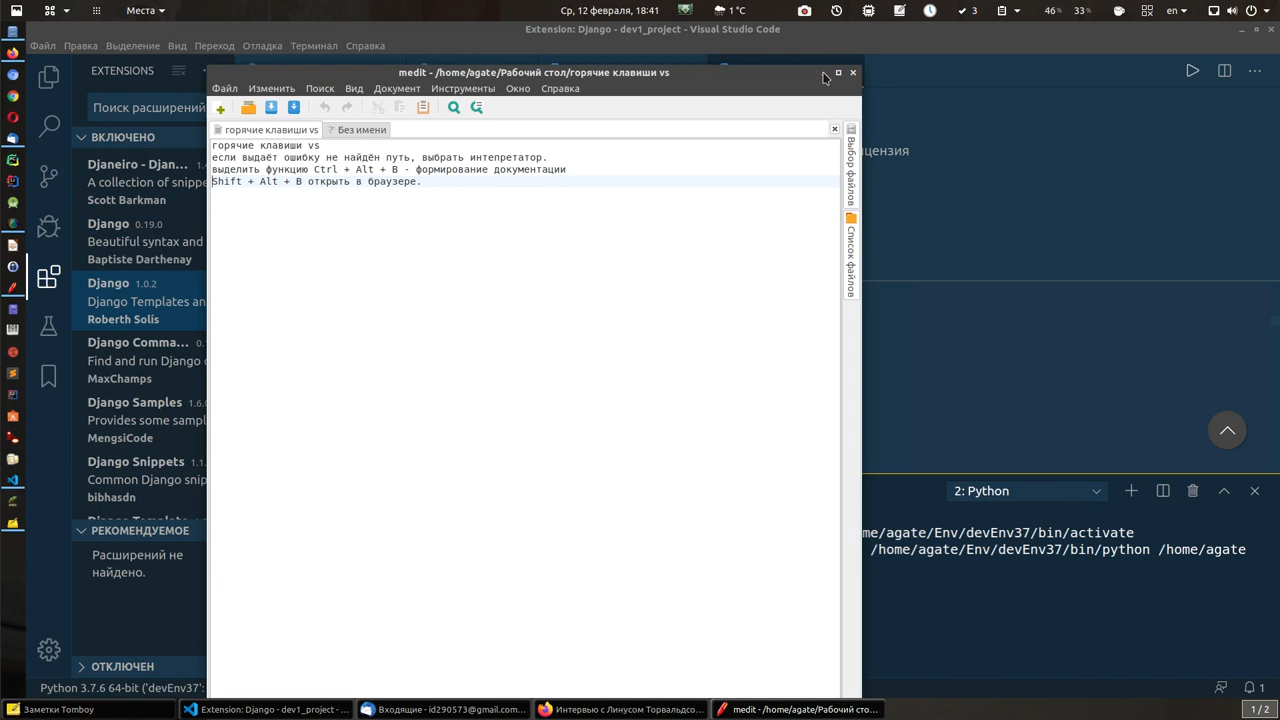 Места
Ср, 12 февраля, 18:41
1°C
3
46%
en
Extension: Django - dev1_project - Visual Studio Code
Файл Правка Выделение Вид Переход Отладка Терминал Справка
EXTENSIONS
Поиск расширений
ВКЛЮЧЕНО
Djaneiro - Djan... 4
A collection of snippe
Scott Barkman
Django 0.19.0
Beautiful syntax and
Baptiste Darthenay
Django 1.0.2
Django Templates an
Roberth Solís
Django Comma... 0.
Find and run Django c
MaxChamps
Django Samples 1.6.
Provides some sampl
MengsiCode
Django Snippets 1.1.
Common Django snip
bibhasdn
РЕКОМЕНДУЕМОЕ
Расширений не
найдено.
ОТКЛЮЧЕН
Python 3.7.6 64-bit ('devEnv37':
medit - /home/agate/Рабочий стол/горячие клавиши vs
Файл Изменить Поиск Вид Документ Инструменты Окно Справка
горячие клавиши vs
Без имени
горячие клавиши vs
если выдаёт ошибку не найдён путь, выбрать интепретатор.
выделить функцию Ctrl + Alt + B - формирование документации
Shift + Alt + B открыть в браузере.
Выбор файлов
Список файлов
цензия
2: Python
me/agate/Env/devEnv37/bin/activate
/home/agate/Env/devEnv37/bin/python /home/agate
1
Заметки Tomboy
Extension: Django - dev1_project - ...
Входящие - id290573@gmail.com...
Интервью с Линусом Торвальдсо...
medit - /home/agate/Рабочий сто...
1/2